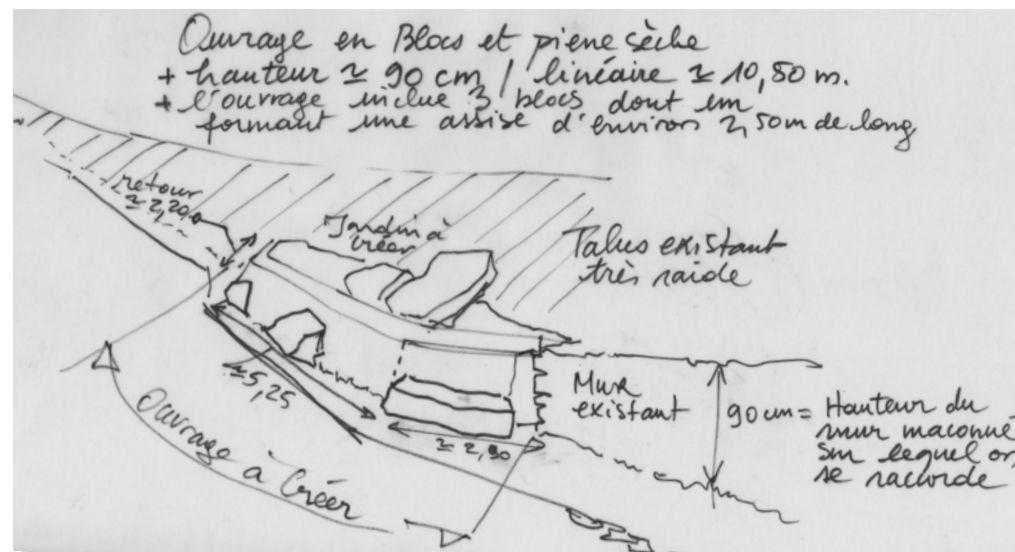 Ouvrage en Blocs et pierre sèche
+ hauteur ≃ 90 cm / linéaire ≃ 10,80 m.
+ l'ouvrage inclue 3 blocs dont un
formant une assise d'environ 2,50m de long
retour
≃ 2,20
Jardin à
créer
Talus existant
très raide
≃ 5,25
≃ 2,90
Mur
existant
90 cm = Hauteur du
mur maconné
sur lequel on
se raccorde
Ouvrage à Créer